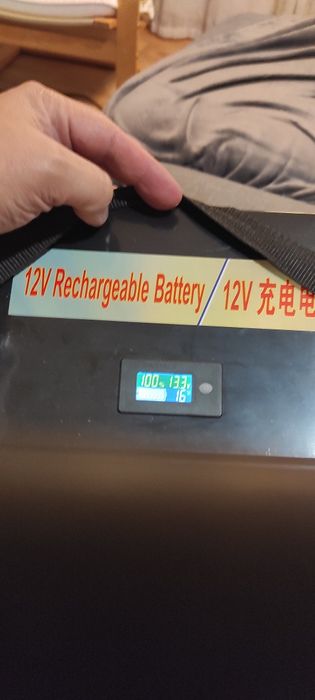 12V Rechargeable Battery / 12V 充电电
100% 13.3V
16°